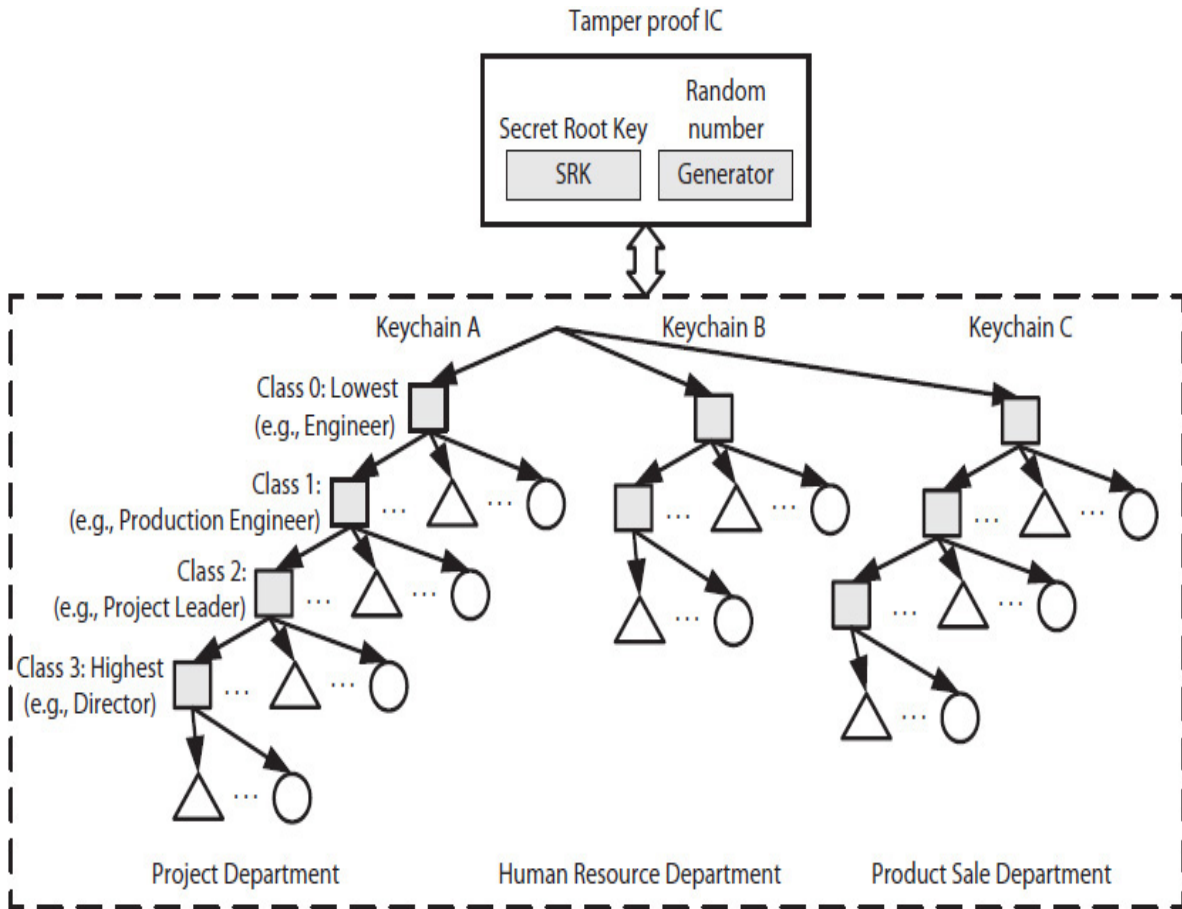 Tamper proof IC
Random
Secret Root Key number
SRK Generator
Keychain A Keychain B Keychain C
Class 0: Lowest
(e.g., Engineer)
Class 1:
(e.g., Production Engineer)
... ... ... ... ...
Class 2:
(e.g., Project Leader)
... ... ... ... ...
Class 3: Highest
(e.g., Director)
... ... ...
...
Project Department Human Resource Department Product Sale Department